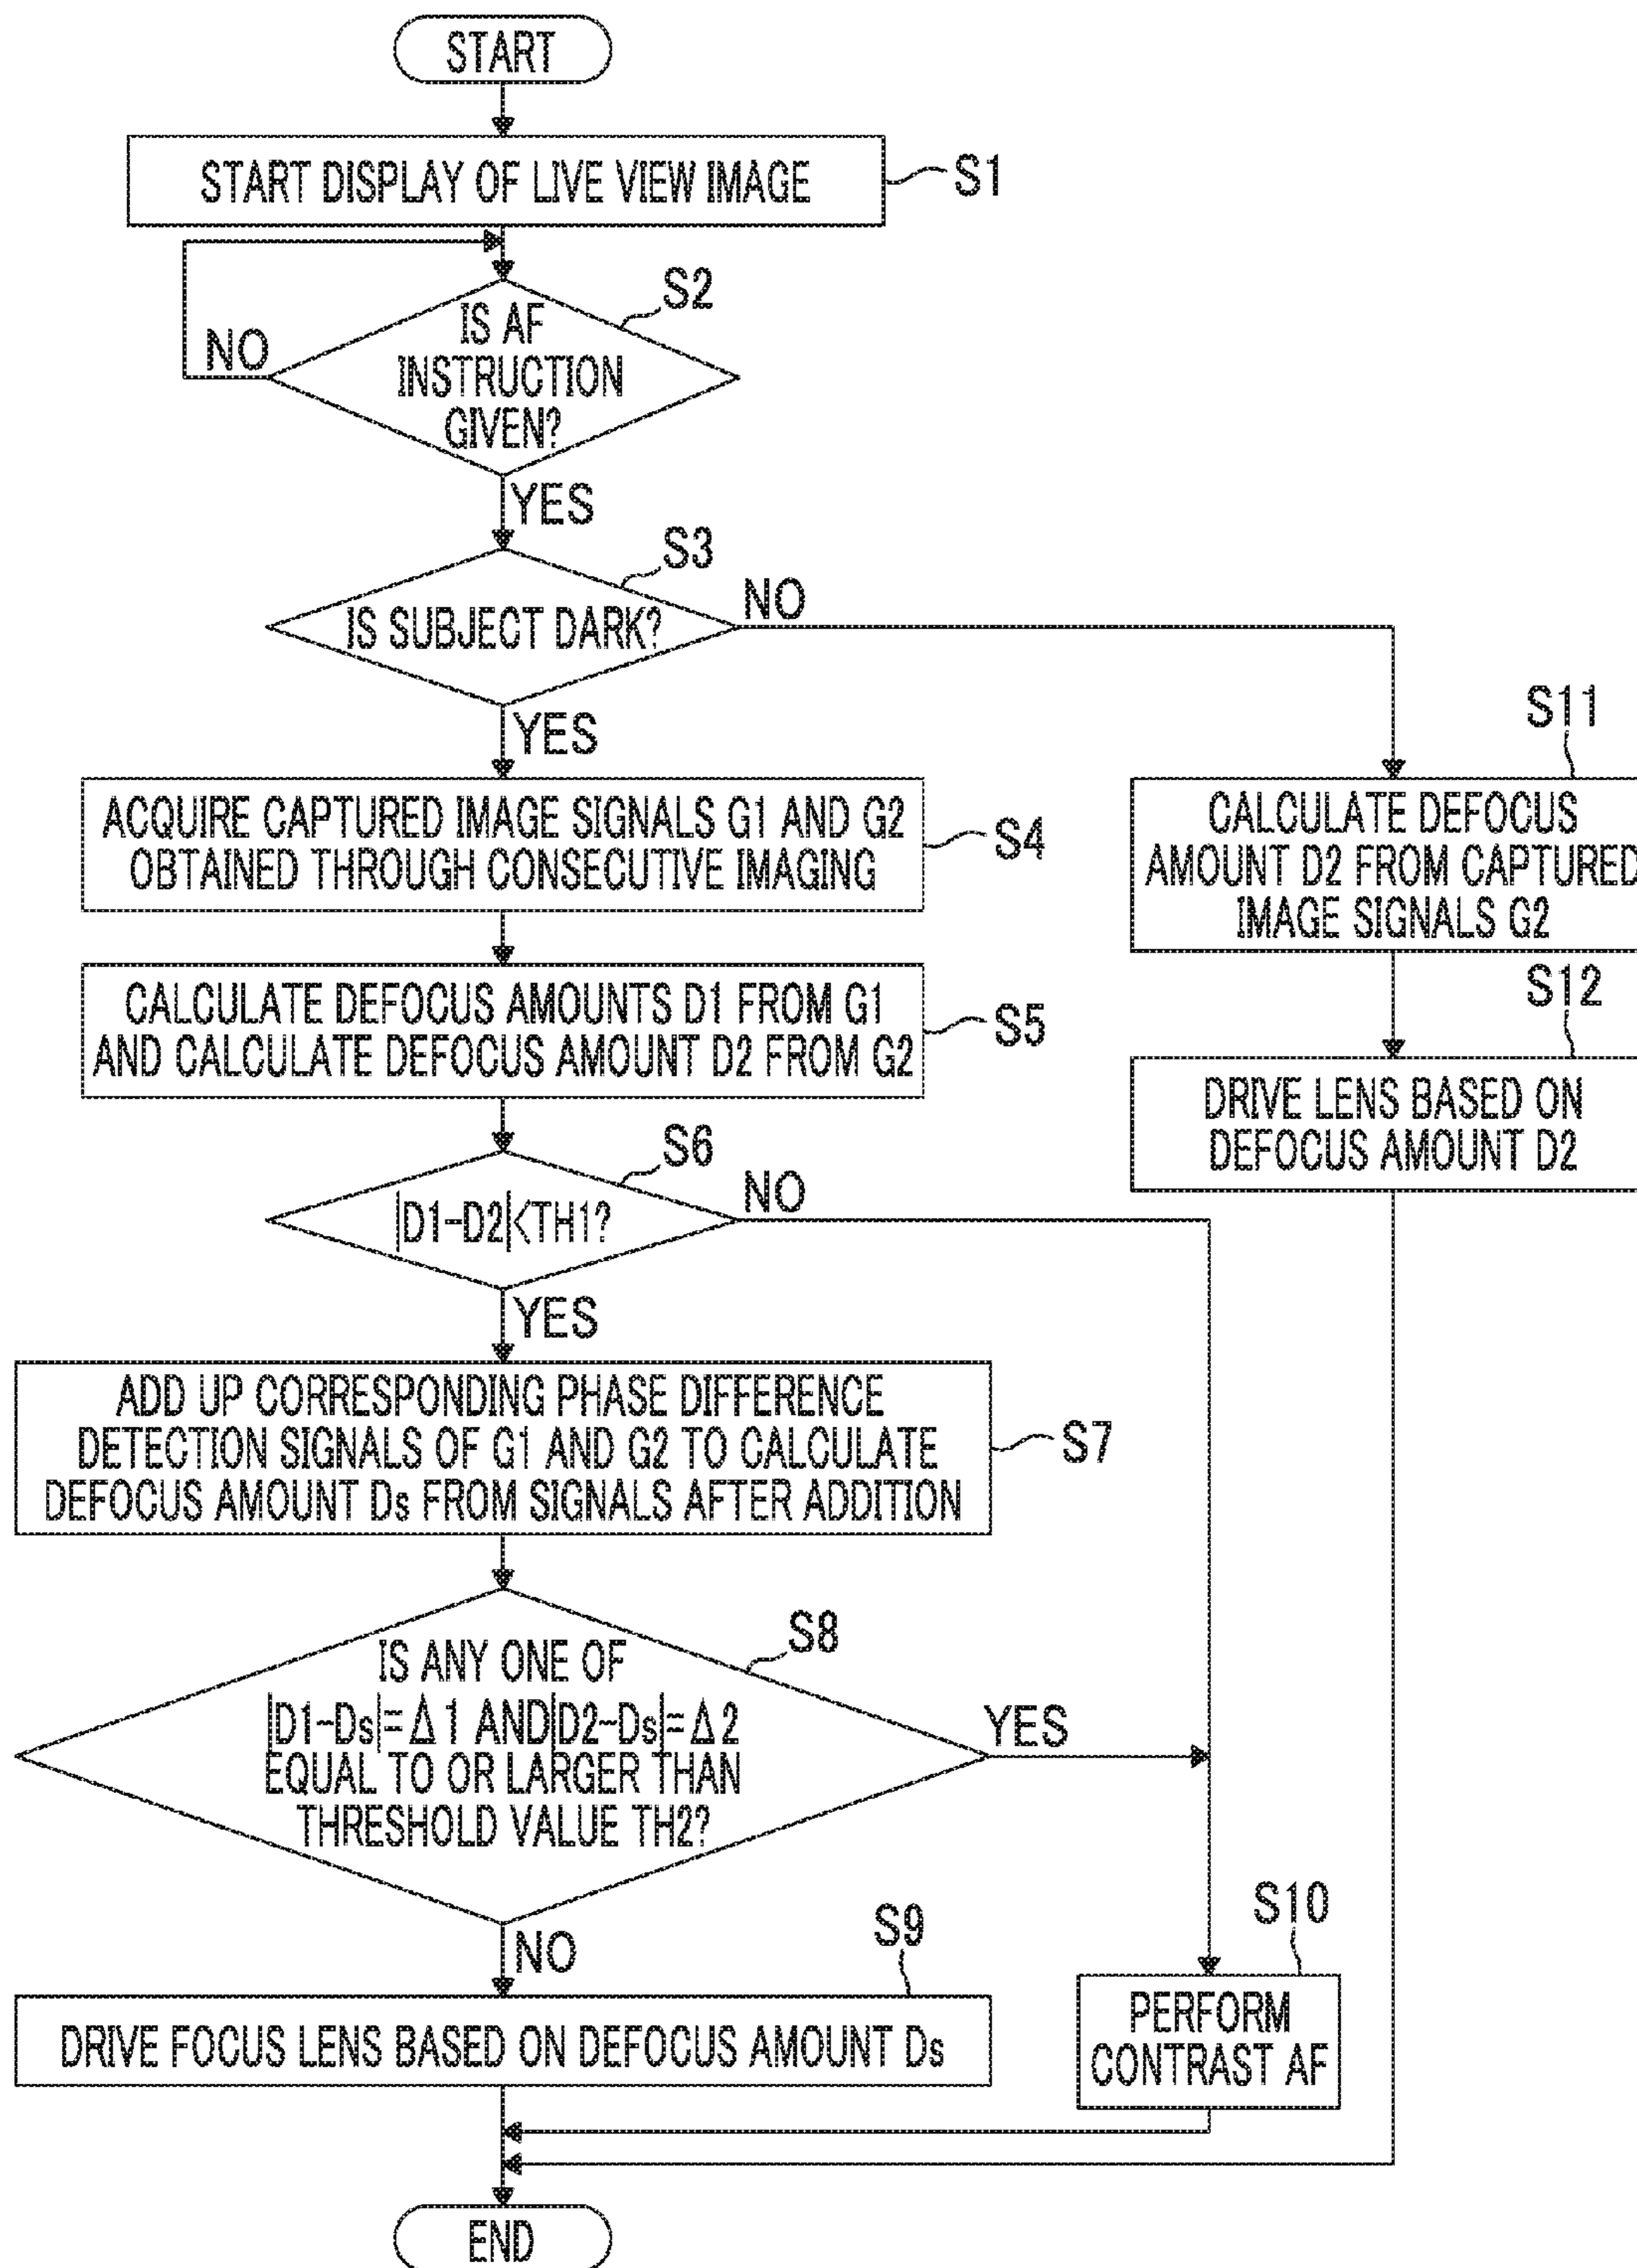 START
START DISPLAY OF LIVE VIEW IMAGE
S1
S2
IS AF
INSTRUCTION
GIVEN?
NO
YES
S3
IS SUBJECT DARK?
NO
YES
ACQUIRE CAPTURED IMAGE SIGNALS G1 AND G2
OBTAINED THROUGH CONSECUTIVE IMAGING
S4
S11
CALCULATE DEFOCUS
AMOUNT D2 FROM CAPTURED
IMAGE SIGNALS G2
CALCULATE DEFOCUS AMOUNTS D1 FROM G1
AND CALCULATE DEFOCUS AMOUNT D2 FROM G2
S5
S12
DRIVE LENS BASED ON
DEFOCUS AMOUNT D2
S6
|D1-D2|<TH1?
NO
YES
ADD UP CORRESPONDING PHASE DIFFERENCE
DETECTION SIGNALS OF G1 AND G2 TO CALCULATE
DEFOCUS AMOUNT Ds FROM SIGNALS AFTER ADDITION
S7
S8
IS ANY ONE OF
|D1-Ds|=Δ1 AND|D2-Ds|=Δ2
EQUAL TO OR LARGER THAN
THRESHOLD VALUE TH2?
YES
NO
S9
DRIVE FOCUS LENS BASED ON DEFOCUS AMOUNT Ds
S10
PERFORM
CONTRAST AF
END